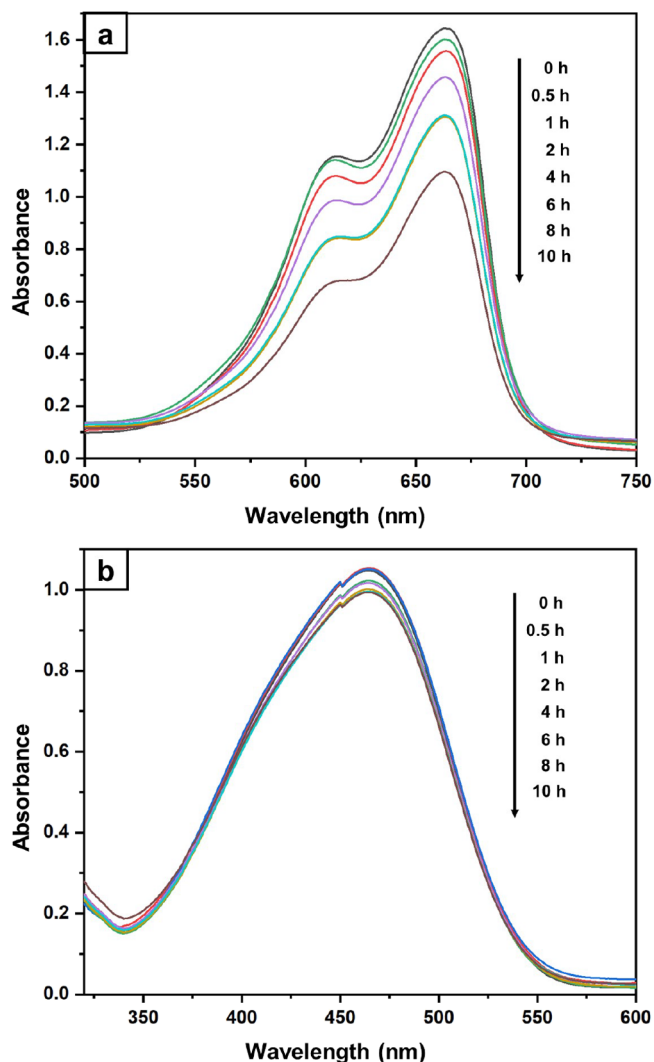 a
1.6
1.4
1.2
1.0
0.8
0.6
0.4
0.2
0.0
Absorbance
0 h
0.5 h
1 h
2 h
4 h
6 h
8 h
10 h
500 550 600 650 700 750
Wavelength (nm)
b
1.0
0.8
0.6
0.4
0.2
0.0
Absorbance
0 h
0.5 h
1 h
2 h
4 h
6 h
8 h
10 h
350 400 450 500 550 600
Wavelength (nm)